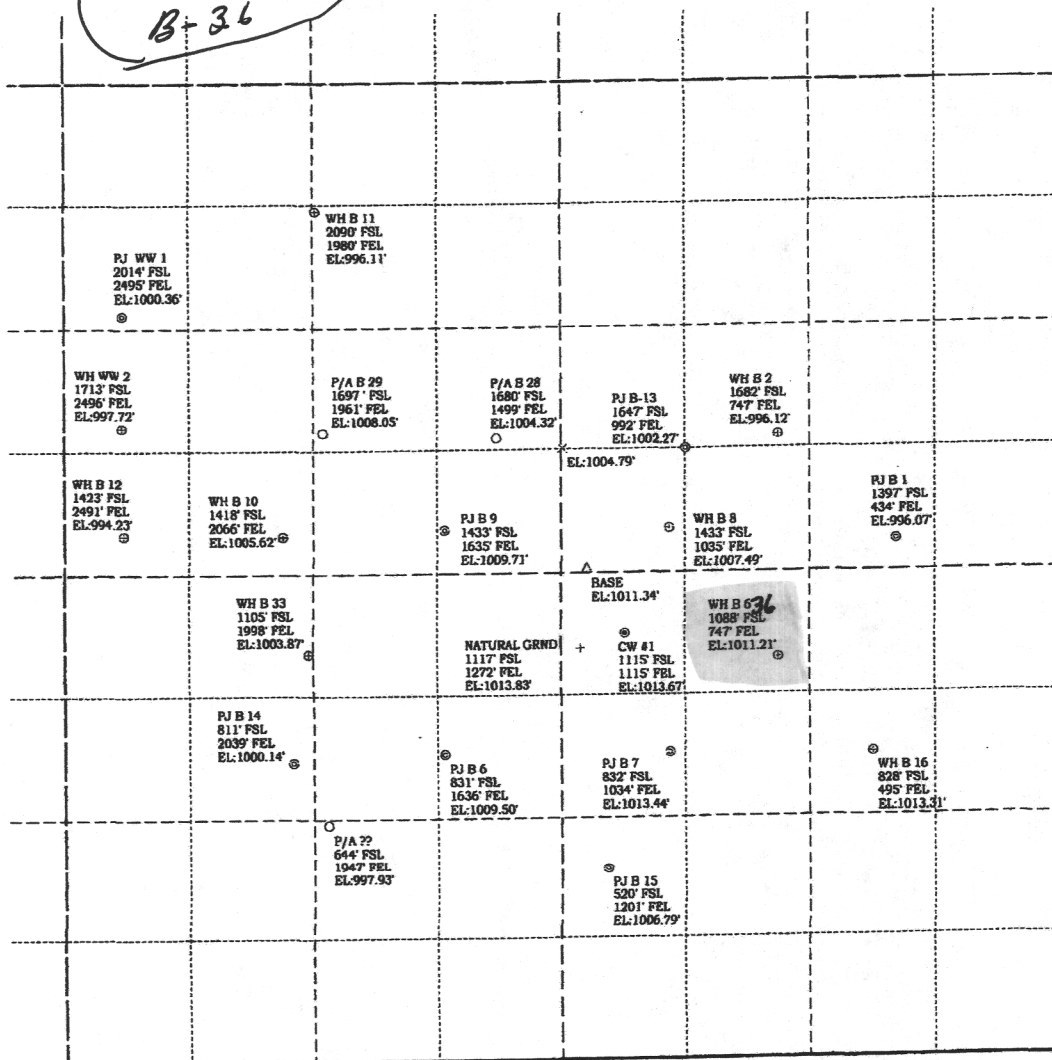 B-36
WH B 11
2090' FSL
1980' FEL
EL:996.11'
PJ WW 1
2014' FSL
2495' FEL
EL:1000.36'
WH WW 2
1713' FSL
2496' FEL
EL:997.72'
P/A B 29
1697 ' FSL
1961' FEL
EL:1008.05'
P/A B 28
1680' FSL
1499' FEL
EL:1004.32'
PJ B-13
1647' FSL
992' FEL
EL:1002.27'
WH B 2
1682' FSL
747' FEL
EL:996.12'
EL:1004.79'
WH B 12
1423' FSL
2491' FEL
EL:994.23'
WH B 10
1418' FSL
2066' FEL
EL:1005.62'
PJ B 9
1433' FSL
1635' FEL
EL:1009.71'
WH B 8
1433' FSL
1035' FEL
EL:1007.49'
PJ B 1
1397' FSL
434' FEL
EL:996.07'
BASE
EL:1011.34'
WH B 33
1105' FSL
1998' FEL
EL:1003.87'
NATURAL GRND
1117' FSL
1272' FEL
EL:1013.83'
CW #1
1115' FSL
1115' FEL
EL:1013.67'
WH B 6 36
1088' FSL
747' FEL
EL:1011.21'
PJ B 14
811' FSL
2039' FEL
EL:1000.14'
PJ B 6
831' FSL
1636' FEL
EL:1009.50'
PJ B 7
832' FSL
1034' FEL
EL:1013.44'
WH B 16
828' FSL
495' FEL
EL:1013.31'
P/A ??
644' FSL
1947' FEL
EL:997.93'
PJ B 15
520' FSL
1201' FEL
EL:1006.79'